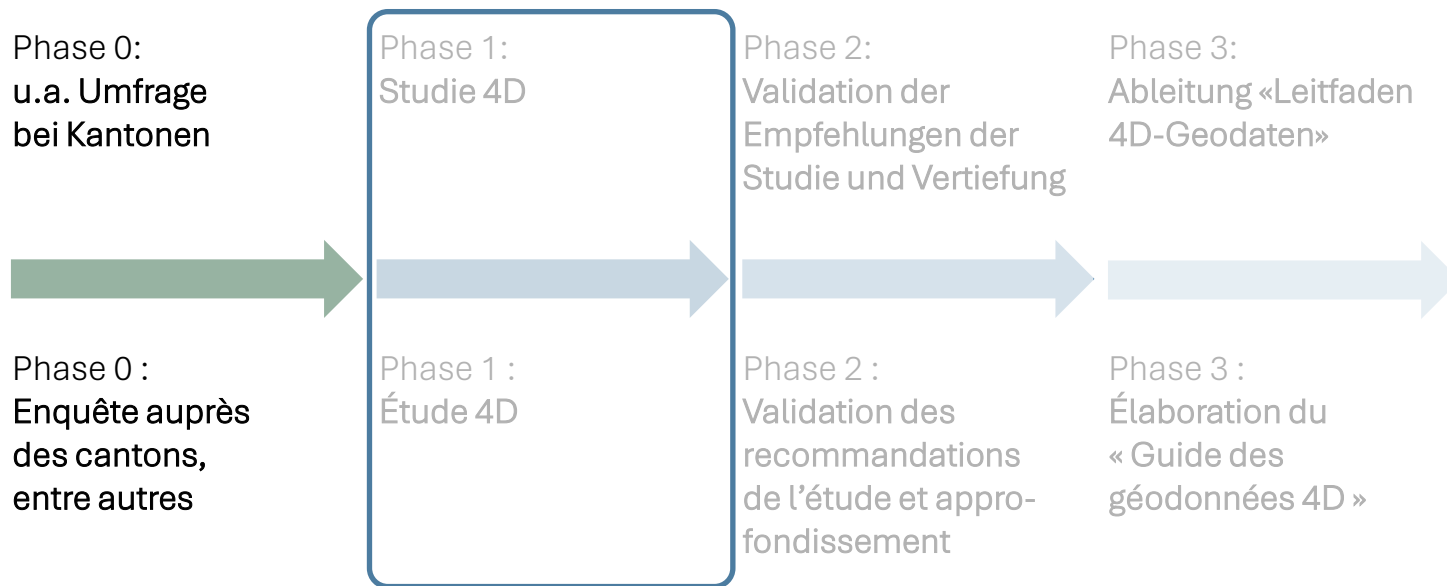 Phase 0:
u.a. Umfrage
bei Kantonen
Phase 1:
Studie 4D
Phase 2:
Validation der
Empfehlungen der
Studie und Vertiefung
Phase 3:
Ableitung «Leitfaden
4D-Geodaten»
Phase 0 :
Enquête auprès
des cantons,
entre autres
Phase 1 :
Étude 4D
Phase 2 :
Validation des
recommandations
de l’étude et appro-
fondissement
Phase 3 :
Élaboration du
« Guide des
géodonnées 4D »